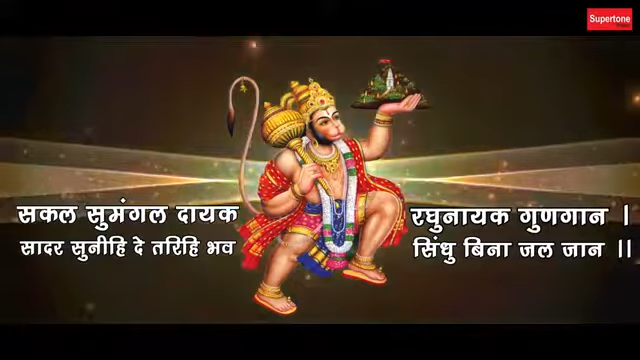 Supertone
सकल सुमंगल दायक रघुनायक गुणगान ।
सादर सुनीहि दे तरिहि भव सिंधु बिना जल जान ।।